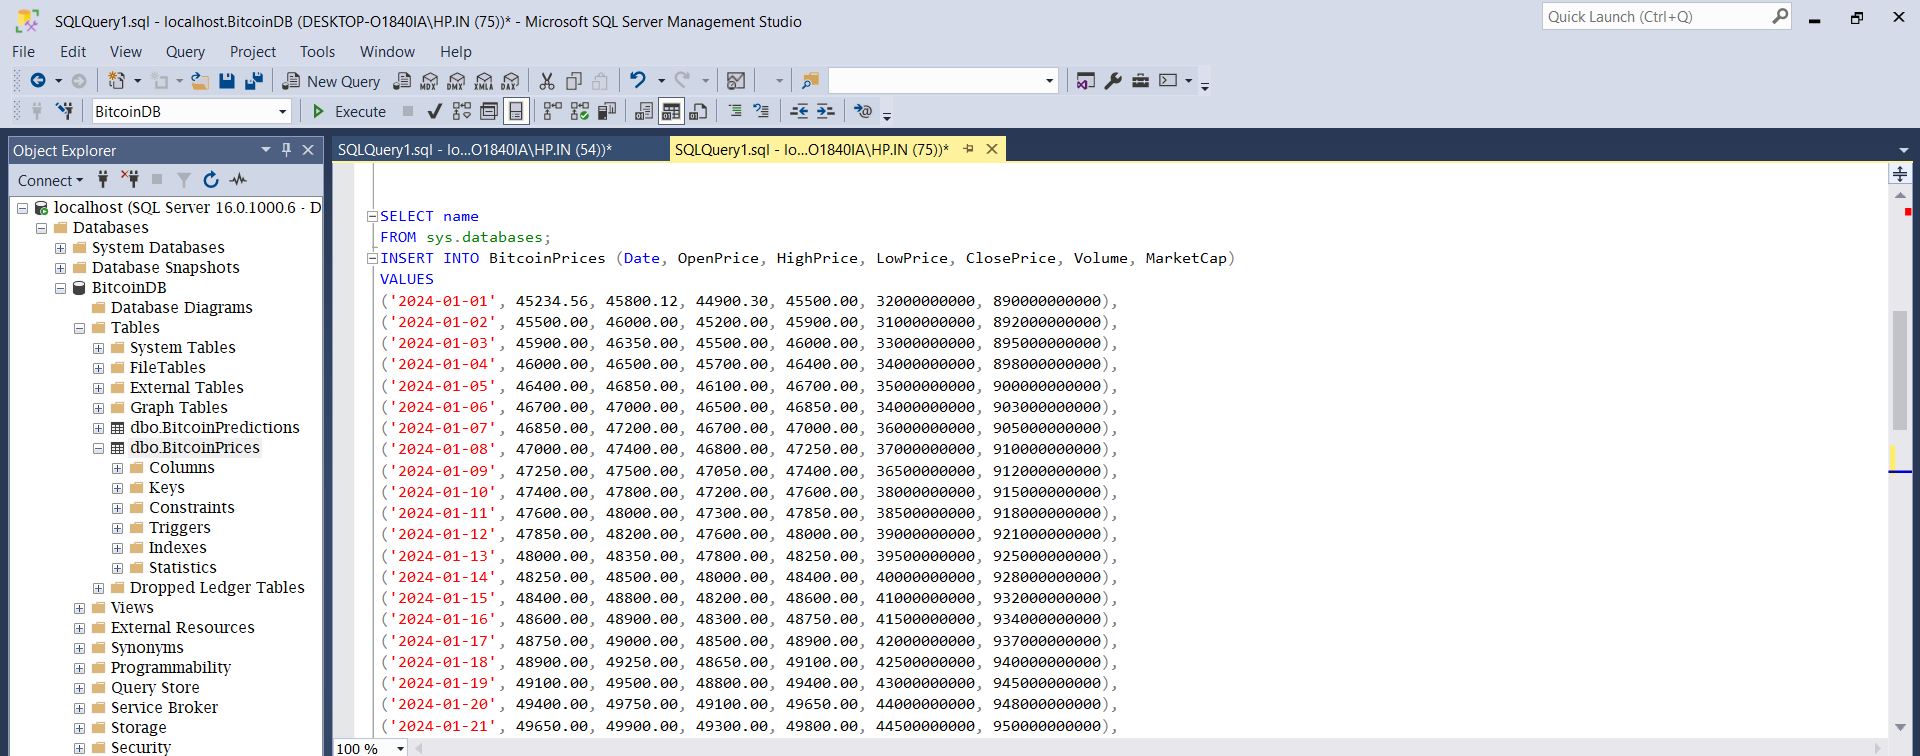 SQLQuery1.sql - localhost.BitcoinDB (DESKTOP-O1840IA\HP.IN (75))* - Microsoft SQL Server Management Studio
Quick Launch (Ctrl+Q)
File Edit View Query Project Tools Window Help
New Query MDX DMX XMLA DAX
BitcoinDB Execute
Object Explorer
Connect
localhost (SQL Server 16.0.1000.6 - D
Databases
System Databases
Database Snapshots
BitcoinDB
Database Diagrams
Tables
System Tables
FileTables
External Tables
Graph Tables
dbo.BitcoinPredictions
dbo.BitcoinPrices
Columns
Keys
Constraints
Triggers
Indexes
Statistics
Dropped Ledger Tables
Views
External Resources
Synonyms
Programmability
Query Store
Service Broker
Storage
Security
SQLQuery1.sql - lo...O1840IA\HP.IN (54))* SQLQuery1.sql - lo...O1840IA\HP.IN (75))*
SELECT name
FROM sys.databases;
INSERT INTO BitcoinPrices (Date, OpenPrice, HighPrice, LowPrice, ClosePrice, Volume, MarketCap)
VALUES
('2024-01-01', 45234.56, 45800.12, 44900.30, 45500.00, 32000000000, 890000000000),
('2024-01-02', 45500.00, 46000.00, 45200.00, 45900.00, 31000000000, 892000000000),
('2024-01-03', 45900.00, 46350.00, 45500.00, 46000.00, 33000000000, 895000000000),
('2024-01-04', 46000.00, 46500.00, 45700.00, 46400.00, 34000000000, 898000000000),
('2024-01-05', 46400.00, 46850.00, 46100.00, 46700.00, 35000000000, 900000000000),
('2024-01-06', 46700.00, 47000.00, 46500.00, 46850.00, 34000000000, 903000000000),
('2024-01-07', 46850.00, 47200.00, 46700.00, 47000.00, 36000000000, 905000000000),
('2024-01-08', 47000.00, 47400.00, 46800.00, 47250.00, 37000000000, 910000000000),
('2024-01-09', 47250.00, 47500.00, 47050.00, 47400.00, 36500000000, 912000000000),
('2024-01-10', 47400.00, 47800.00, 47200.00, 47600.00, 38000000000, 915000000000),
('2024-01-11', 47600.00, 48000.00, 47300.00, 47850.00, 38500000000, 918000000000),
('2024-01-12', 47850.00, 48200.00, 47600.00, 48000.00, 39000000000, 921000000000),
('2024-01-13', 48000.00, 48350.00, 47800.00, 48250.00, 39500000000, 925000000000),
('2024-01-14', 48250.00, 48500.00, 48000.00, 48400.00, 40000000000, 928000000000),
('2024-01-15', 48400.00, 48800.00, 48200.00, 48600.00, 41000000000, 932000000000),
('2024-01-16', 48600.00, 48900.00, 48300.00, 48750.00, 41500000000, 934000000000),
('2024-01-17', 48750.00, 49000.00, 48500.00, 48900.00, 42000000000, 937000000000),
('2024-01-18', 48900.00, 49250.00, 48650.00, 49100.00, 42500000000, 940000000000),
('2024-01-19', 49100.00, 49500.00, 48800.00, 49400.00, 43000000000, 945000000000),
('2024-01-20', 49400.00, 49750.00, 49100.00, 49650.00, 44000000000, 948000000000),
('2024-01-21', 49650.00, 49900.00, 49300.00, 49800.00, 44500000000, 950000000000),
100 %